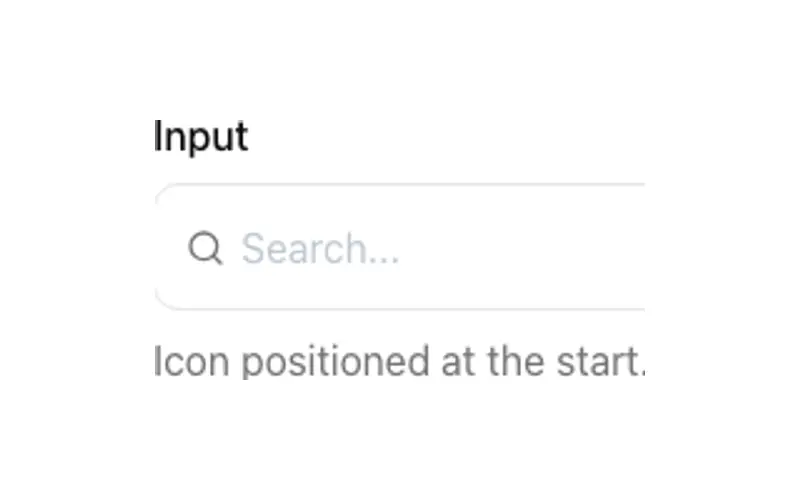 Input
Search...
Icon positioned at the start.